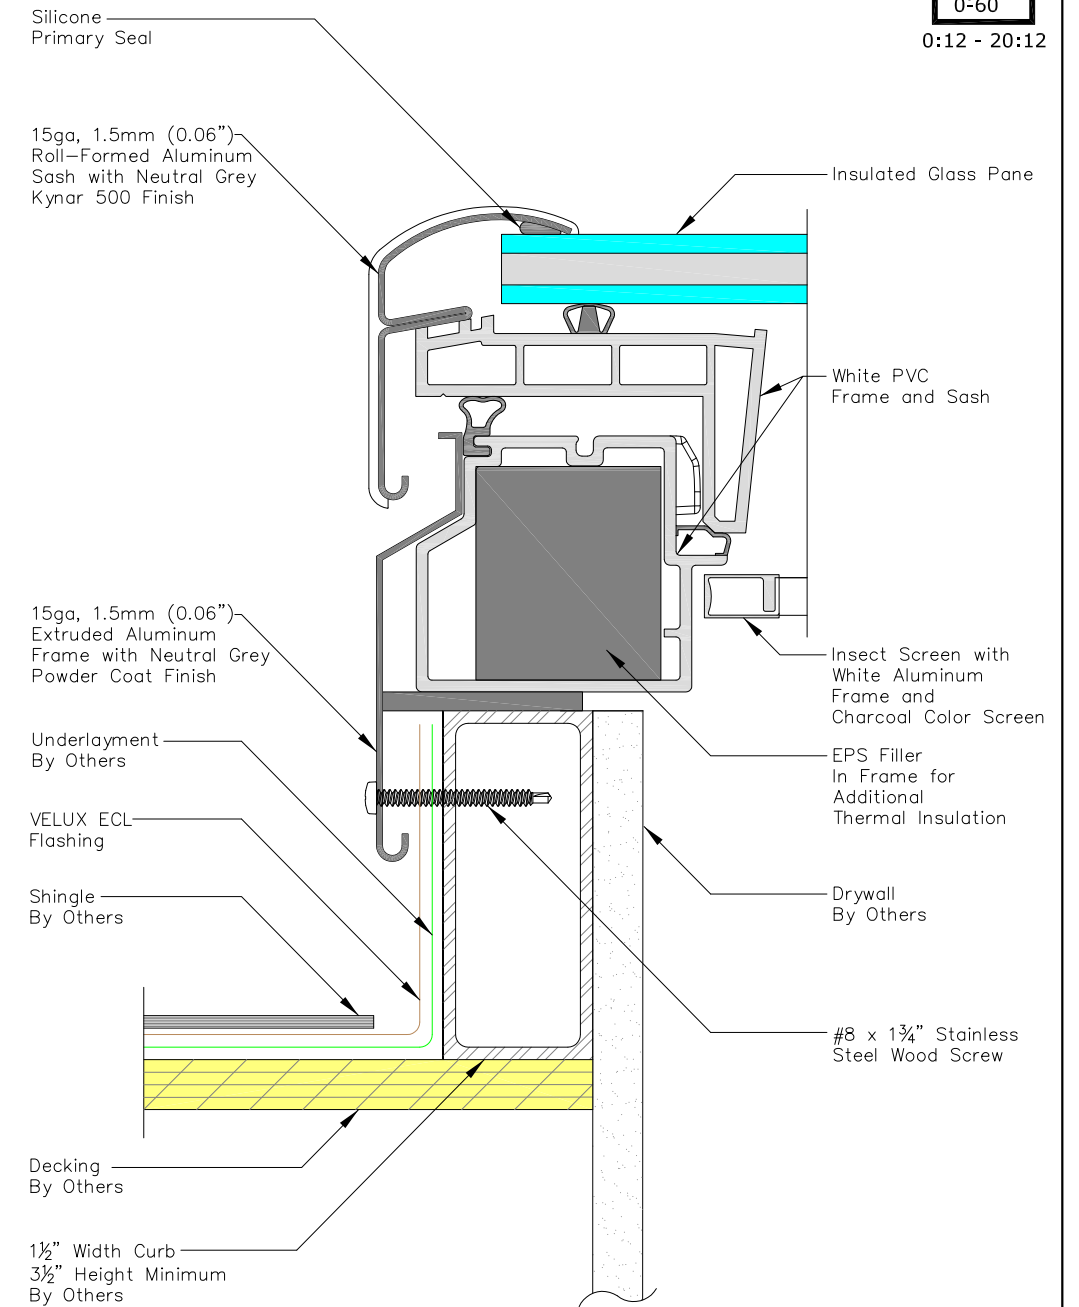 Silicone
Primary Seal
0-60
0:12 - 20:12
15ga, 1.5mm (0.06")
Roll-Formed Aluminum
Sash with Neutral Grey
Kynar 500 Finish
Insulated Glass Pane
White PVC
Frame and Sash
15ga, 1.5mm (0.06")
Extruded Aluminum
Frame with Neutral Grey
Powder Coat Finish
Insect Screen with
White Aluminum
Frame and
Charcoal Color Screen
Underlayment
By Others
EPS Filler
In Frame for
Additional
Thermal Insulation
VELUX ECL
Flashing
Shingle
By Others
Drywall
By Others
#8 x 1¾" Stainless
Steel Wood Screw
Decking
By Others
1½" Width Curb
3½" Height Minimum
By Others